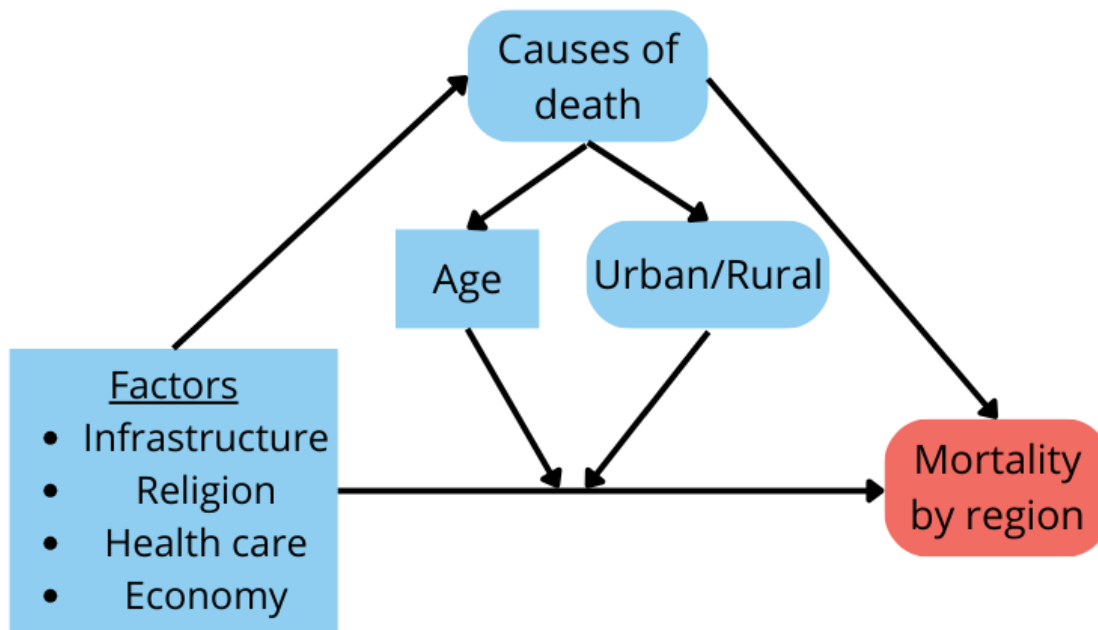 Causes of
death
Age
Urban/Rural
Factors
• Infrastructure
• Religion
• Health care
• Economy
Mortality
by region